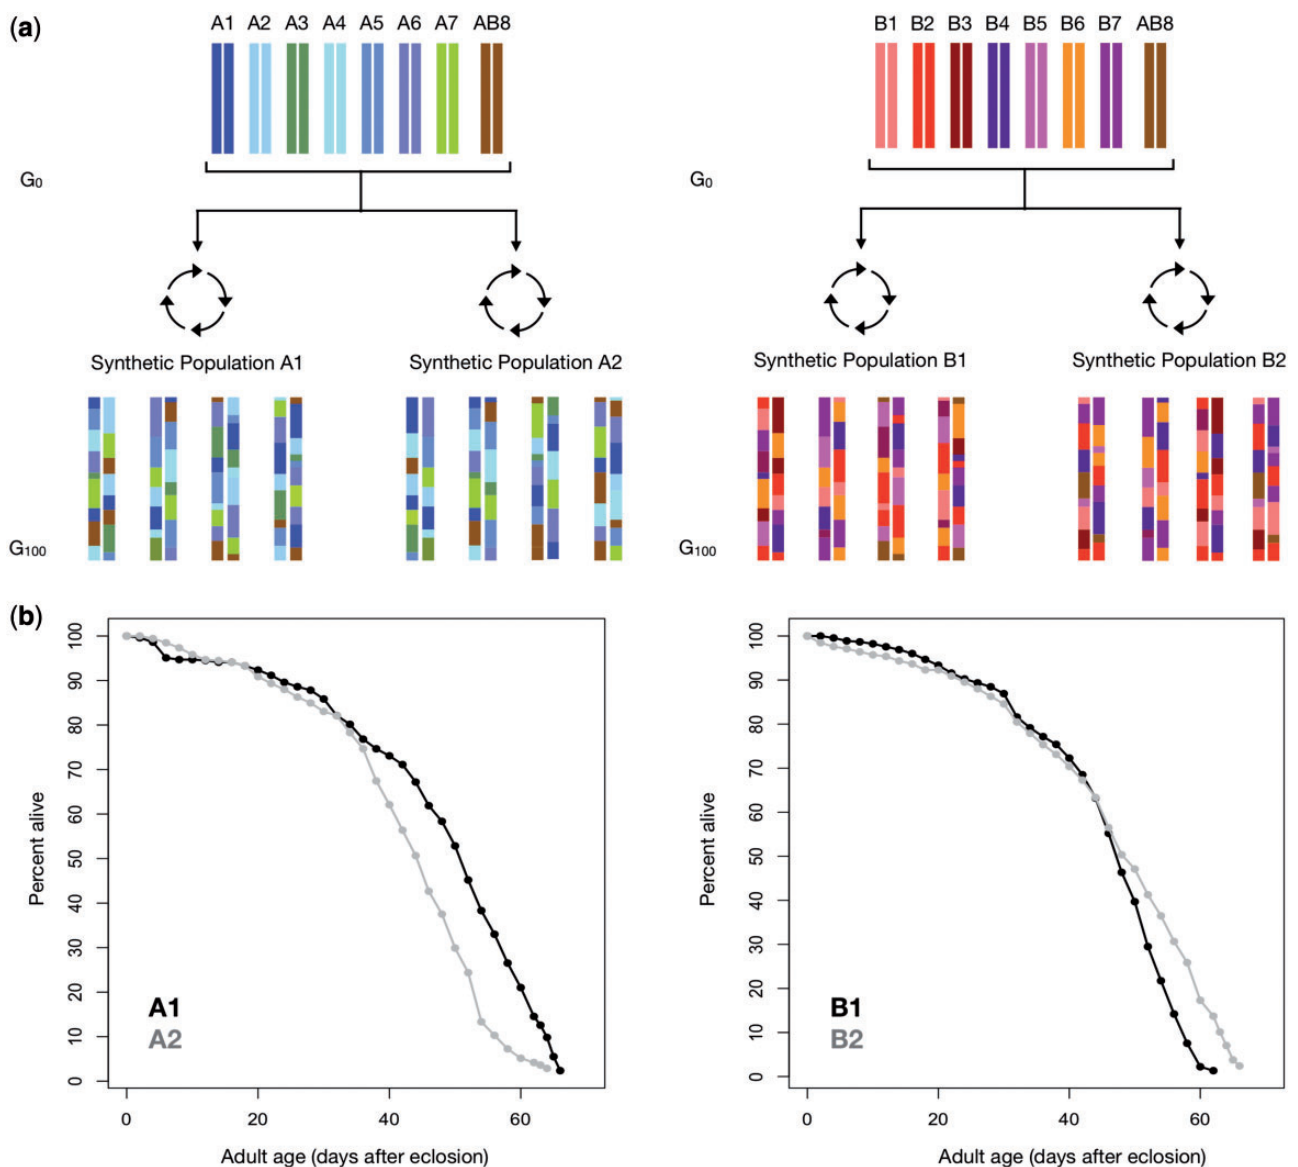 (a)
A1 A2 A3 A4 A5 A6 A7 AB8
B1 B2 B3 B4 B5 B6 B7 AB8
G0
G0
Synthetic Population A1
Synthetic Population A2
Synthetic Population B1
Synthetic Population B2
G100
G100
(b)
Percent alive
100
90
80
70
60
50
40
30
20
10
0
A1
A2
0 20 40 60
Adult age (days after eclosion)
Percent alive
100
90
80
70
60
50
40
30
20
10
0
B1
B2
0 20 40 60
Adult age (days after eclosion)